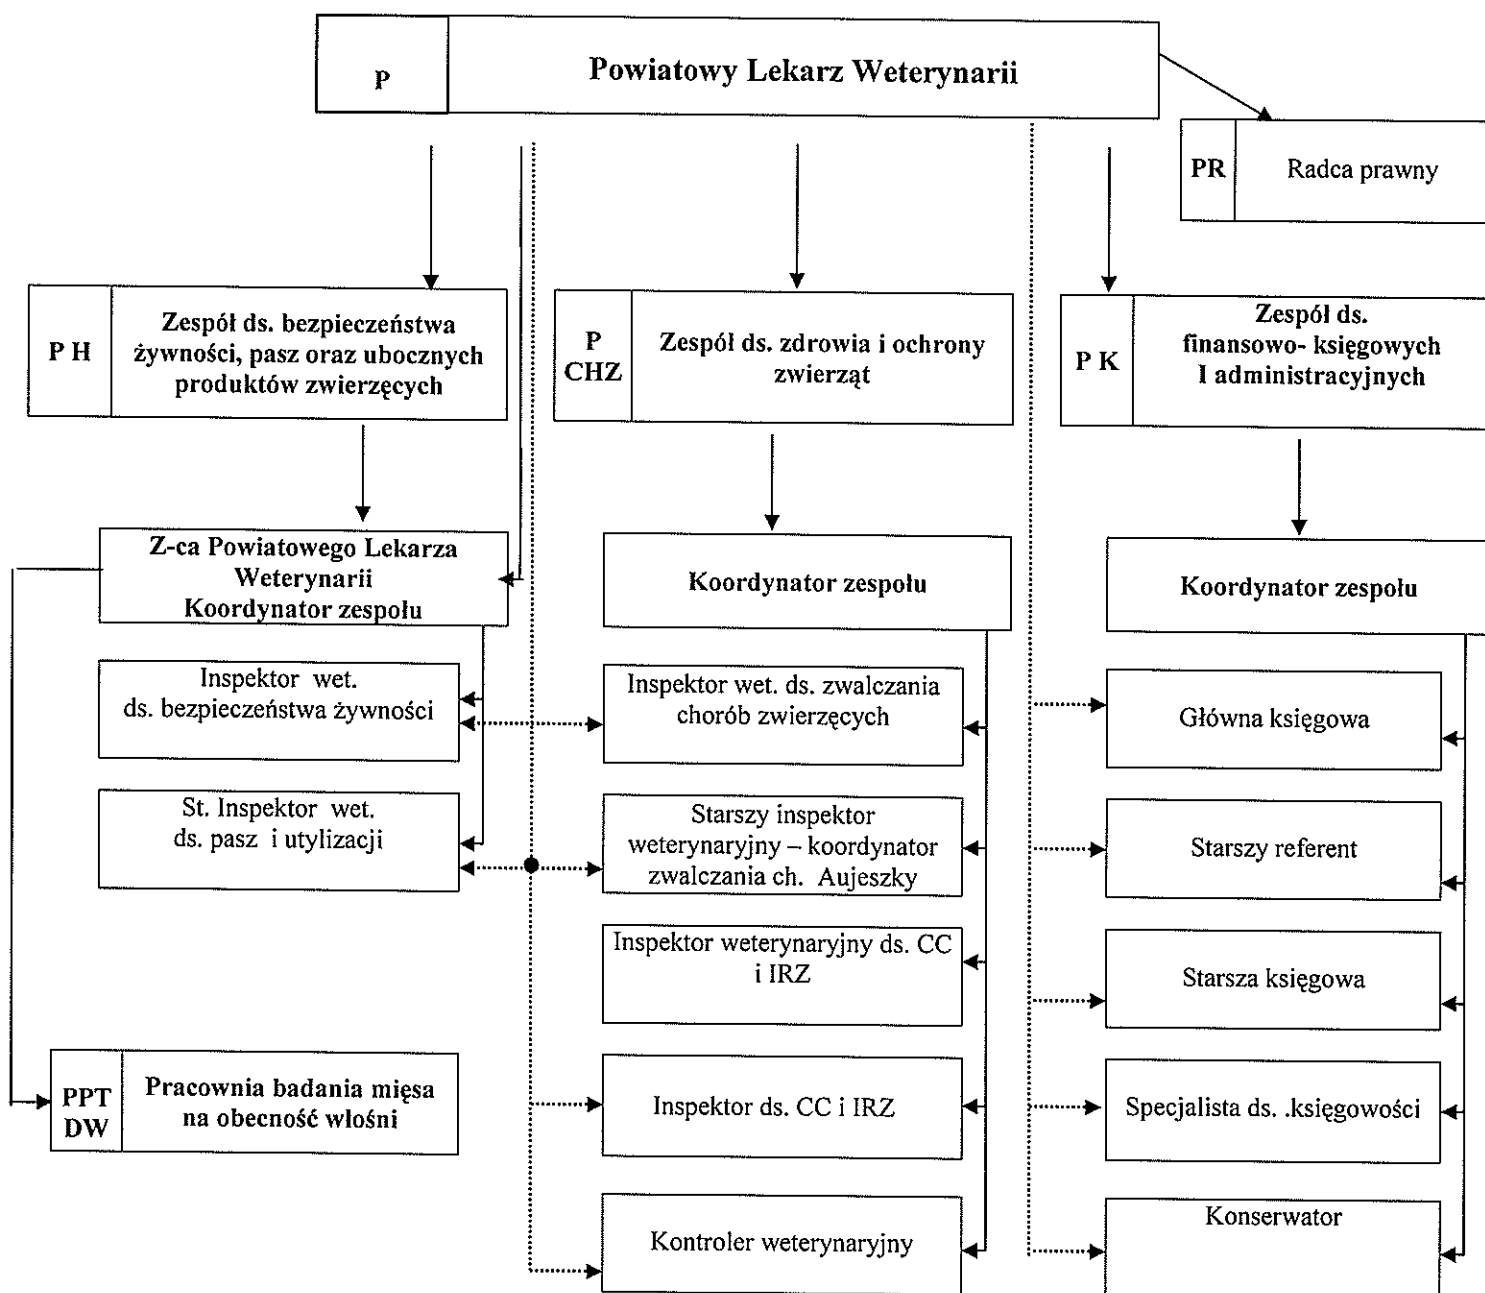 P
Powiatowy Lekarz Weterynarii
PR
Radca prawny
P H
Zespół ds. bezpieczeństwa
żywności, pasz oraz ubocznych
produktów zwierzęcych
P
CHZ
Zespół ds. zdrowia i ochrony
zwierząt
P K
Zespół ds.
finansowo- księgowych
I administracyjnych
Z-ca Powiatowego Lekarza
Weterynarii
Koordynator zespołu
Koordynator zespołu
Koordynator zespołu
Inspektor wet.
ds. bezpieczeństwa żywności
Inspektor wet. ds. zwalczania
chorób zwierzęcych
Główna księgowa
St. Inspektor wet.
ds. pasz i utylizacji
Starszy inspektor
weterynaryjny – koordynator
zwalczania ch. Aujeszky
Starszy referent
Inspektor weterynaryjny ds. CC
i IRZ
Starsza księgowa
PPT
DW
Pracownia badania mięsa
na obecność włośni
Inspektor ds. CC i IRZ
Specjalista ds. .księgowości
Kontroler weterynaryjny
Konserwator